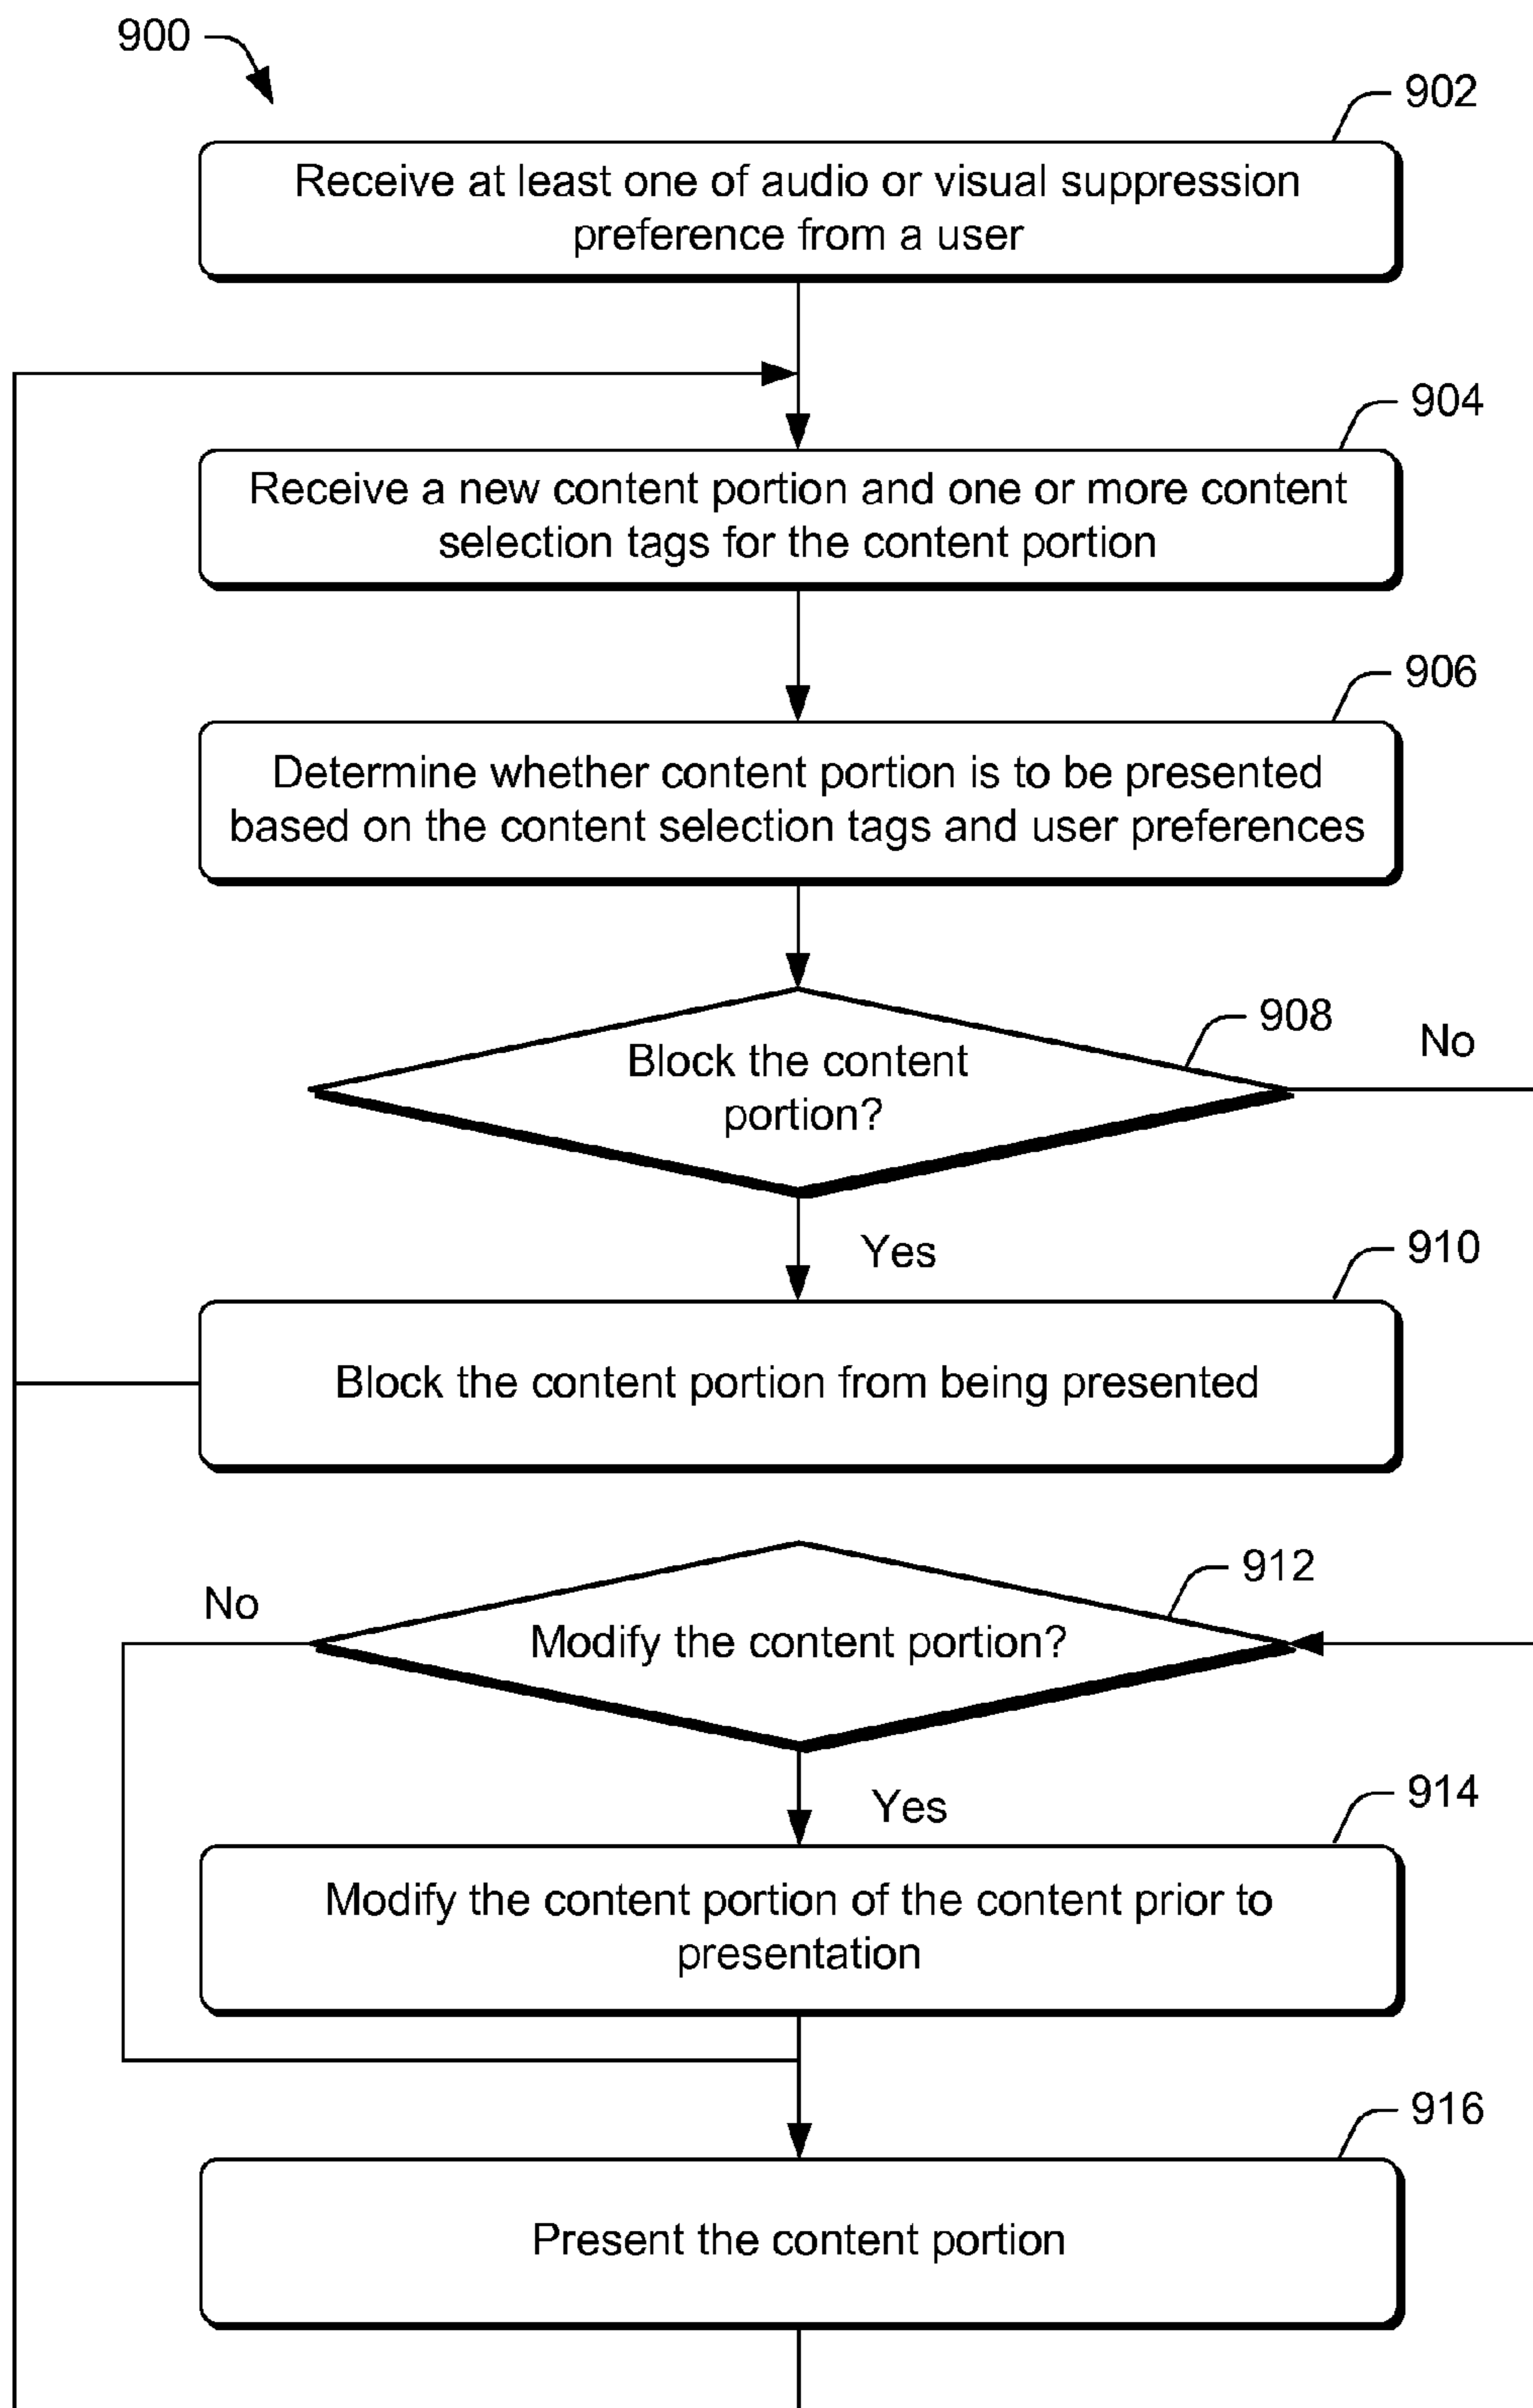 900
902
Receive at least one of audio or visual suppression
preference from a user
904
Receive a new content portion and one or more content
selection tags for the content portion
906
Determine whether content portion is to be presented
based on the content selection tags and user preferences
908
No
Block the content
portion?
Yes
910
Block the content portion from being presented
912
No
Modify the content portion?
Yes
914
Modify the content portion of the content prior to
presentation
916
Present the content portion